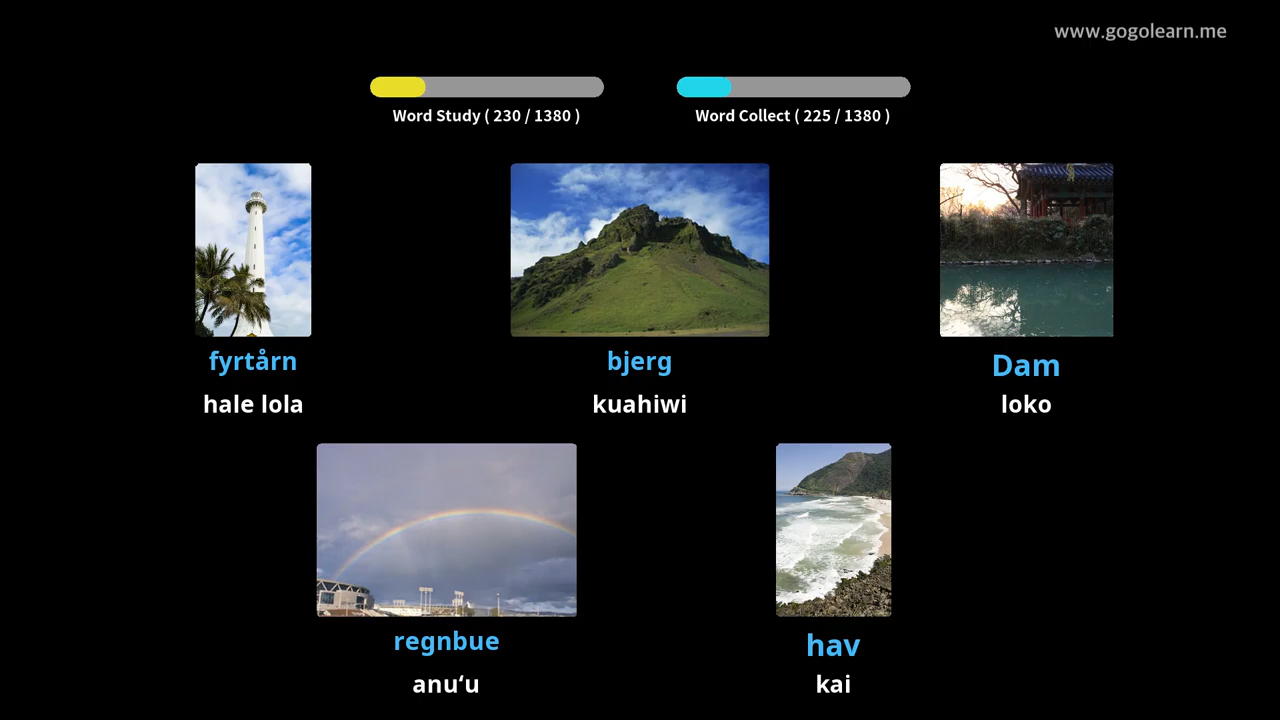 www.gogolearn.me
Word Study ( 230 / 1380 )
Word Collect ( 225 / 1380 )
fyrtårn
bjerg
Dam
hale lola
kuahiwi
loko
regnbue
hav
anuʻu
kai